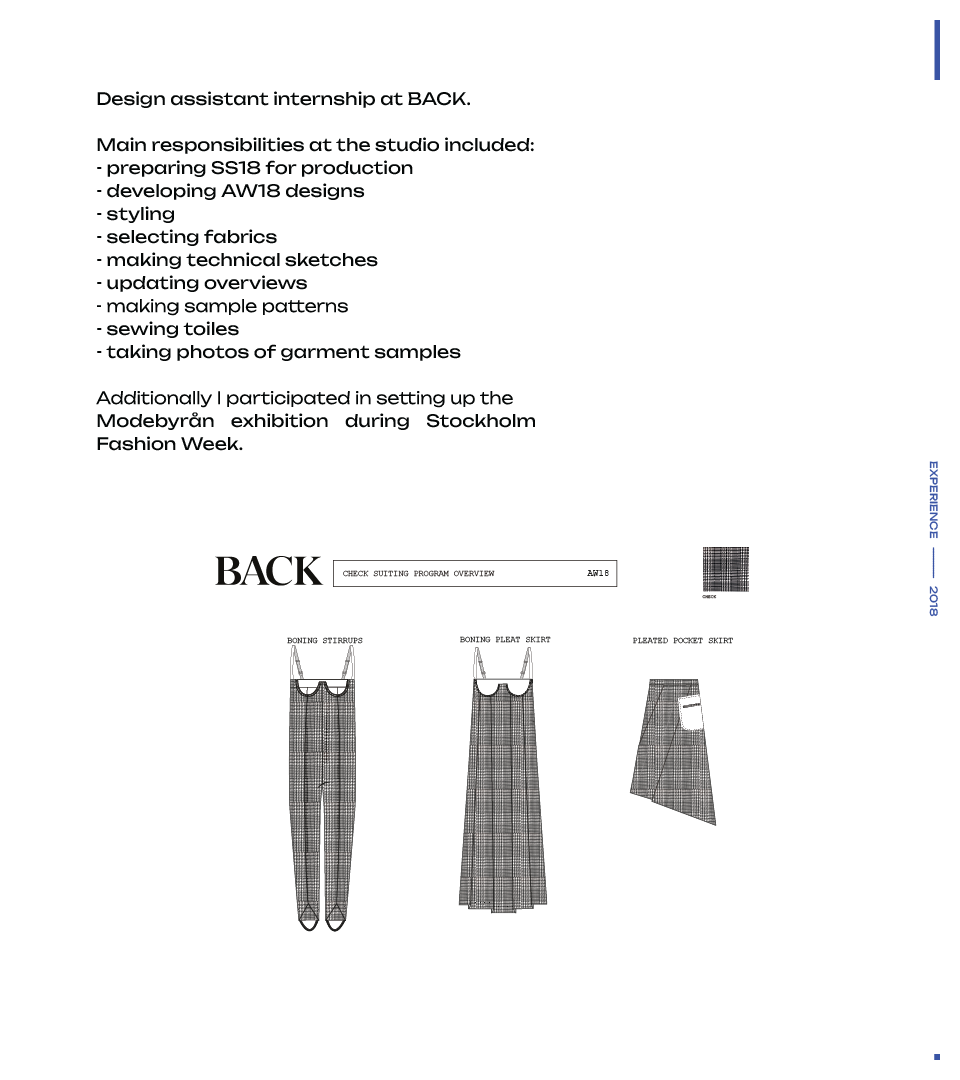 Design assistant internship at BACK.
Main responsibilities at the studio included:
- preparing SS18 for production
- developing AW18 designs
- styling
- selecting fabrics
- making technical sketches
- updating overviews
- making sample patterns
- sewing toiles
- taking photos of garment samples
Additionally I participated in setting up the
Modebyrån exhibition during Stockholm
Fashion Week.
EXPERIENCE — 2018
BACK
CHECK SUITING PROGRAM OVERVIEW AW18
CHECK
BONING STIRRUPS
BONING PLEAT SKIRT
PLEATED POCKET SKIRT